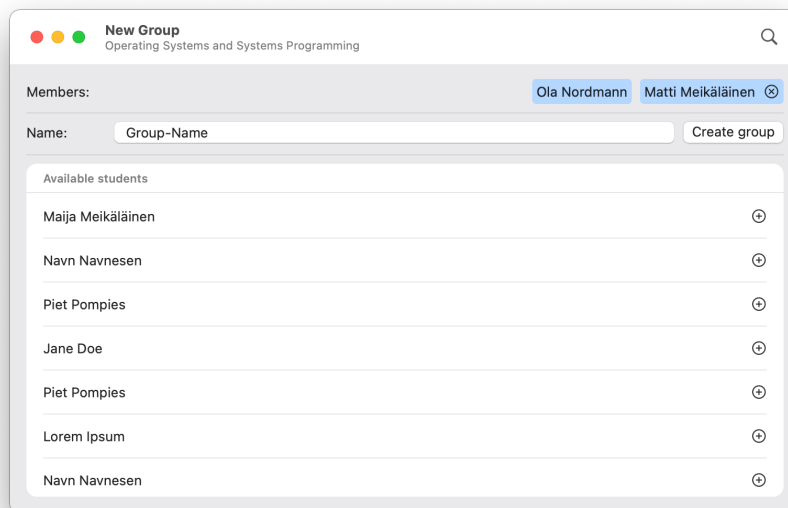 New Group
Operating Systems and Systems Programming
Members: Ola Nordmann Matti Meikäläinen
Name: Group-Name Create group
Available students
Maija Meikäläinen
Navn Navnesen
Piet Pompies
Jane Doe
Piet Pompies
Lorem Ipsum
Navn Navnesen